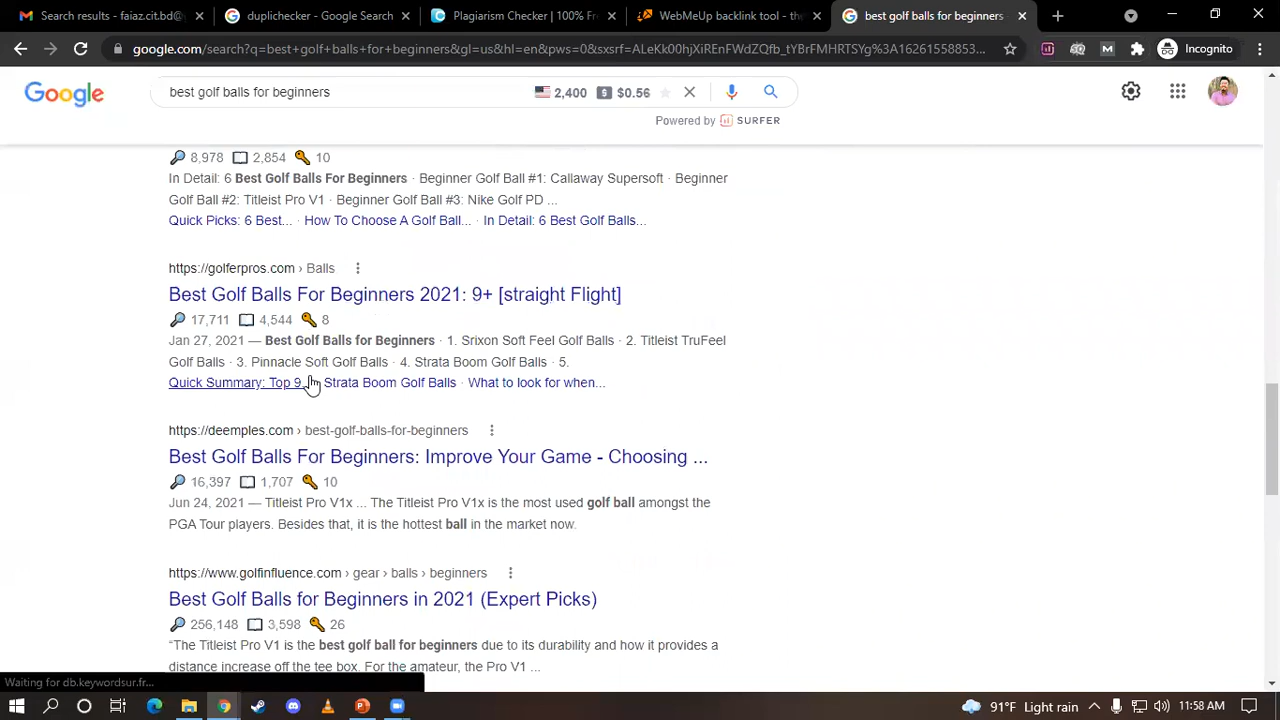 Search results - faiaz.cit.bd@
duplichecker - Google Search
Plagiarism Checker | 100% Fr
WebMeUp backlink tool - the
best golf balls for beginners
google.com/search?q=best+golf+balls+for+beginners&gl=us&hl=en&pws=0&sxsrf=ALeKk00hjXiREnFWdZQfb_tYBrFMHRTSYg%3A16261558853...
Incognito
Google
best golf balls for beginners
2,400
$0.56
Powered by SURFER
8,978 2,854 10
In Detail: 6 Best Golf Balls For Beginners · Beginner Golf Ball #1: Callaway Supersoft · Beginner
Golf Ball #2: Titleist Pro V1 · Beginner Golf Ball #3: Nike Golf PD ...
Quick Picks: 6 Best... · How To Choose A Golf Ball... · In Detail: 6 Best Golf Balls...
https://golferpros.com › Balls
Best Golf Balls For Beginners 2021: 9+ [straight Flight]
17,711 4,544 8
Jan 27, 2021 — Best Golf Balls for Beginners · 1. Srixon Soft Feel Golf Balls · 2. Titleist TruFeel
Golf Balls · 3. Pinnacle Soft Golf Balls · 4. Strata Boom Golf Balls · 5.
Quick Summary: Top 9... Strata Boom Golf Balls · What to look for when...
https://deemples.com › best-golf-balls-for-beginners
Best Golf Balls For Beginners: Improve Your Game - Choosing ...
16,397 1,707 10
Jun 24, 2021 — Titleist Pro V1x ... The Titleist Pro V1x is the most used golf ball amongst the
PGA Tour players. Besides that, it is the hottest ball in the market now.
https://www.golfinfluence.com › gear › balls › beginners
Best Golf Balls for Beginners in 2021 (Expert Picks)
256,148 3,598 26
“The Titleist Pro V1 is the best golf ball for beginners due to its durability and how it provides a
distance increase off the tee box. For the amateur, the Pro V1 ...
Waiting for db.keywordsur.fr...
91°F Light rain
11:58 AM